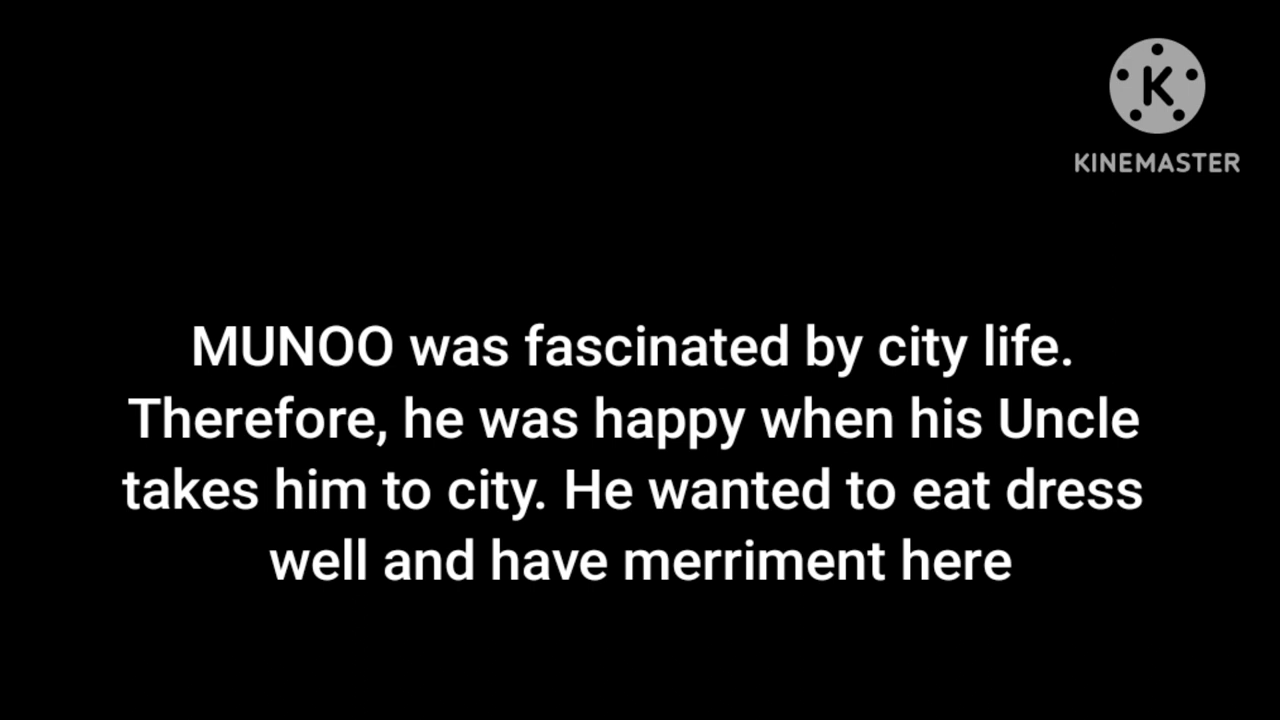 K
KINEMASTER
MUNOO was fascinated by city life.
Therefore, he was happy when his Uncle
takes him to city. He wanted to eat dress
well and have merriment here